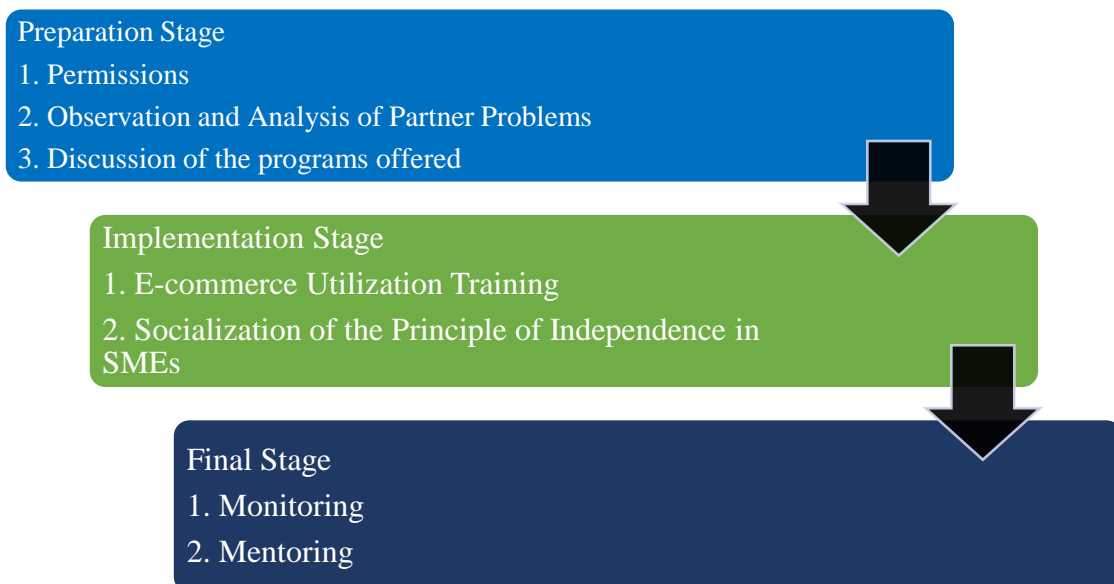 Preparation Stage
1. Permissions
2. Observation and Analysis of Partner Problems
3. Discussion of the programs offered
Implementation Stage
1. E-commerce Utilization Training
2. Socialization of the Principle of Independence in
SMEs
Final Stage
1. Monitoring
2. Mentoring